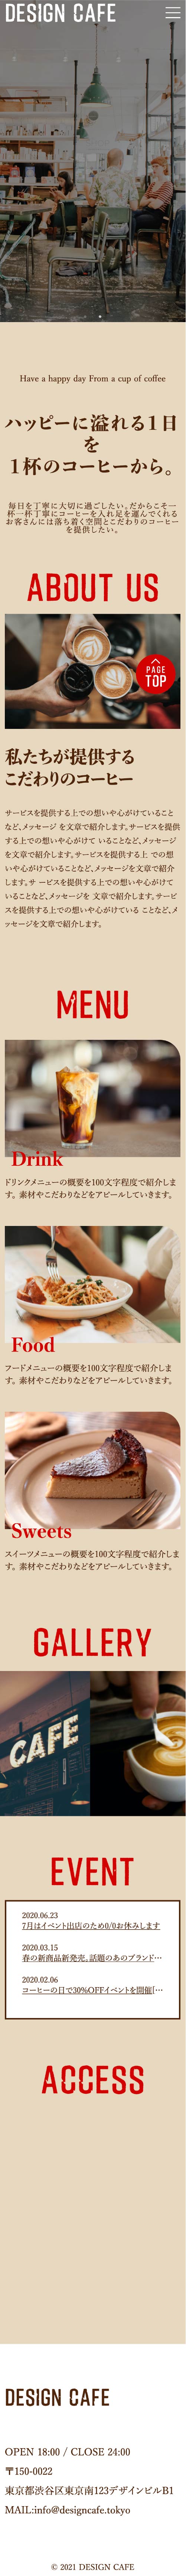 DESIGN CAFE
Have a happy day From a cup of coffee
ハッピーに溢れる１日
を
１杯のコーヒーから。
毎日を丁寧に大切に過ごしたい。だからこそ一
杯一杯丁寧にコーヒーを入れ足を運んでくれる
お客さんには落ち着く空間とこだわりのコーヒー
を提供したい。
ABOUT US
PAGE
TOP
私たちが提供する
こだわりのコーヒー
サービスを提供する上での想いや心がけていること
など、メッセージ を文章で紹介します。サービスを提供
する上での想いや心がけて いることなど、メッセージ
を文章で紹介します。サービスを提供する上 での想
いや心がけていることなど、メッセージを文章で紹介
します。サ ービスを提供する上での想いや心がけて
いることなど、メッセージを 文章で紹介します。サービ
スを提供する上での想いや心がけている ことなど、メ
ッセージを文章で紹介します。
MENU
Drink
ドリンクメニューの概要を100文字程度で紹介しま
す。 素材やこだわりなどをアピールしていきます。
Food
フードメニューの概要を100文字程度で紹介しま
す。 素材やこだわりなどをアピールしていきます。
Sweets
スイーツメニューの概要を100文字程度で紹介しま
す。 素材やこだわりなどをアピールしていきます。
GALLERY
CAFE
EVENT
2020.06.23
7月はイベント出店のため0/0お休みします
2020.03.15
春の新商品新発売。話題のあのブランド…
2020.02.06
コーヒーの日で30%OFFイベントを開催!…
ACCESS
DESIGN CAFE
OPEN 18:00 / CLOSE 24:00
〒150-0022
東京都渋谷区東京南123デザインビルB1
MAIL:info@designcafe.tokyo
© 2021 DESIGN CAFE